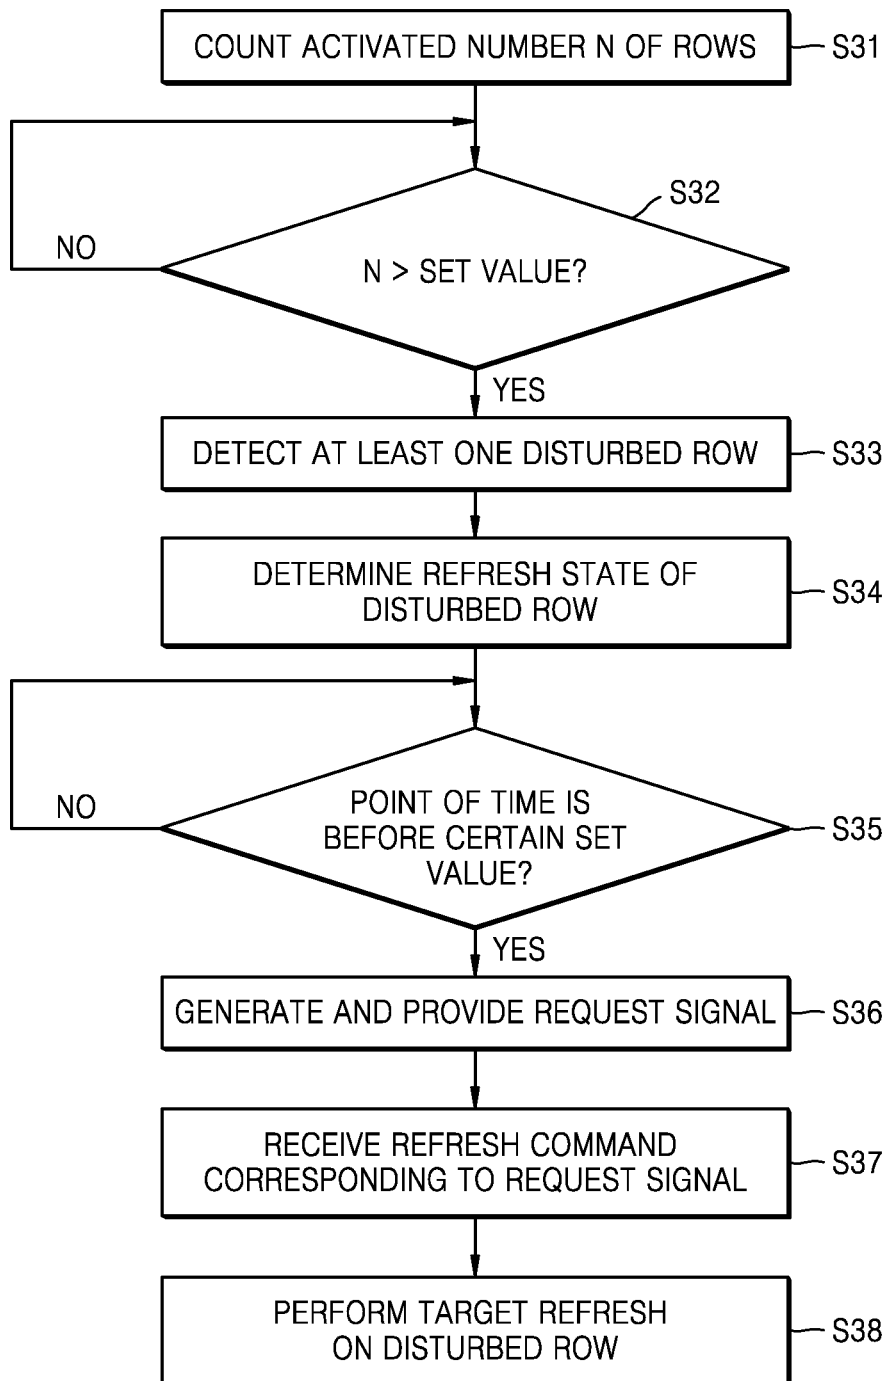 COUNT ACTIVATED NUMBER N OF ROWS
S31
S32
NO
N > SET VALUE?
YES
DETECT AT LEAST ONE DISTURBED ROW
S33
DETERMINE REFRESH STATE OF
DISTURBED ROW
S34
NO
POINT OF TIME IS
BEFORE CERTAIN SET
VALUE?
S35
YES
GENERATE AND PROVIDE REQUEST SIGNAL
S36
RECEIVE REFRESH COMMAND
CORRESPONDING TO REQUEST SIGNAL
S37
PERFORM TARGET REFRESH
ON DISTURBED ROW
S38